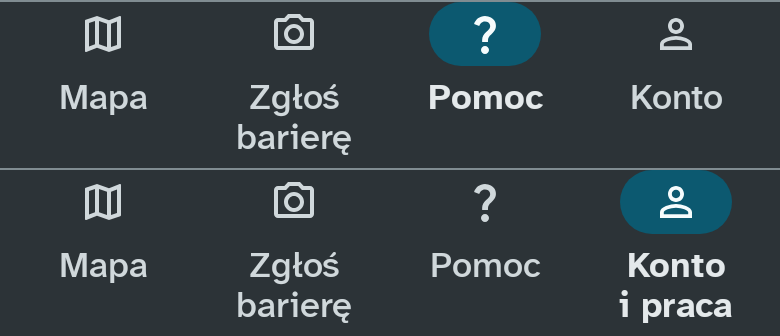 Mapa
Zgłoś
barierę
Pomoc
Konto
Mapa
Zgłoś
barierę
Pomoc
Konto
i praca